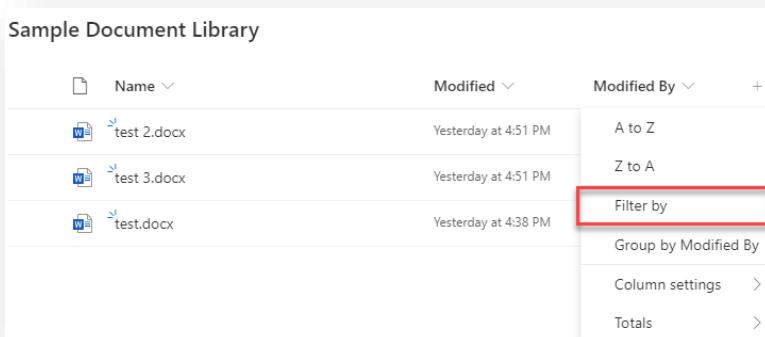 Sample Document Library
Name Modified Modified By +
test 2.docx Yesterday at 4:51 PM A to Z
Z to A
test 3.docx Yesterday at 4:51 PM
Filter by
test.docx Yesterday at 4:38 PM
Group by Modified By
Column settings
Totals